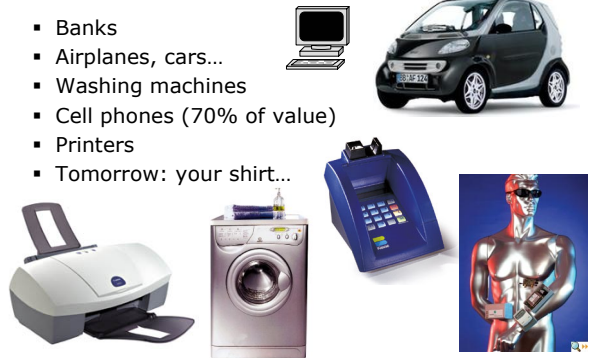 Banks
Airplanes, cars…
Washing machines
Cell phones (70% of value)
Printers
Tomorrow: your shirt…